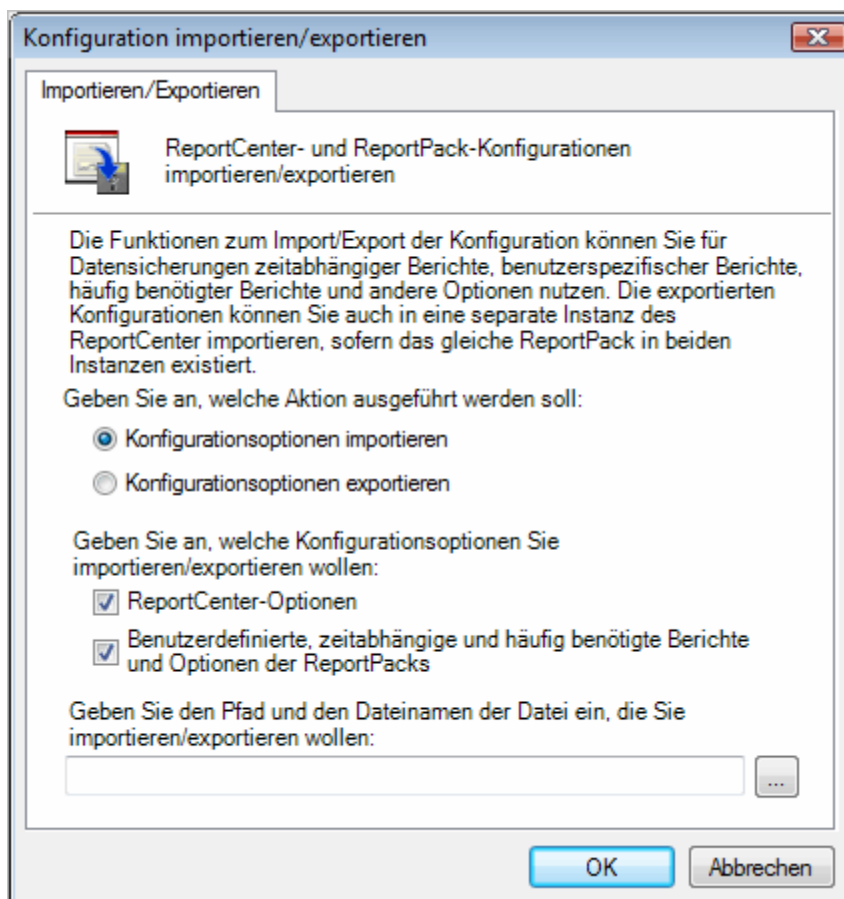 Konfiguration importieren/exportieren
Importieren/Exportieren
ReportCenter- und ReportPack-Konfigurationen
importieren/exportieren
Die Funktionen zum Import/Export der Konfiguration können Sie für
Datensicherungen zeitabhängiger Berichte, benutzerspezifischer Berichte,
häufig benötigter Berichte und andere Optionen nutzen. Die exportierten
Konfigurationen können Sie auch in eine separate Instanz des
ReportCenter importieren, sofern das gleiche ReportPack in beiden
Instanzen existiert.
Geben Sie an, welche Aktion ausgeführt werden soll:
Konfigurationsoptionen importieren
Konfigurationsoptionen exportieren
Geben Sie an, welche Konfigurationsoptionen Sie
importieren/exportieren wollen:
ReportCenter-Optionen
Benutzerdefinierte, zeitabhängige und häufig benötigte Berichte
und Optionen der ReportPacks
Geben Sie den Pfad und den Dateinamen der Datei ein, die Sie
importieren/exportieren wollen:
...
OK
Abbrechen